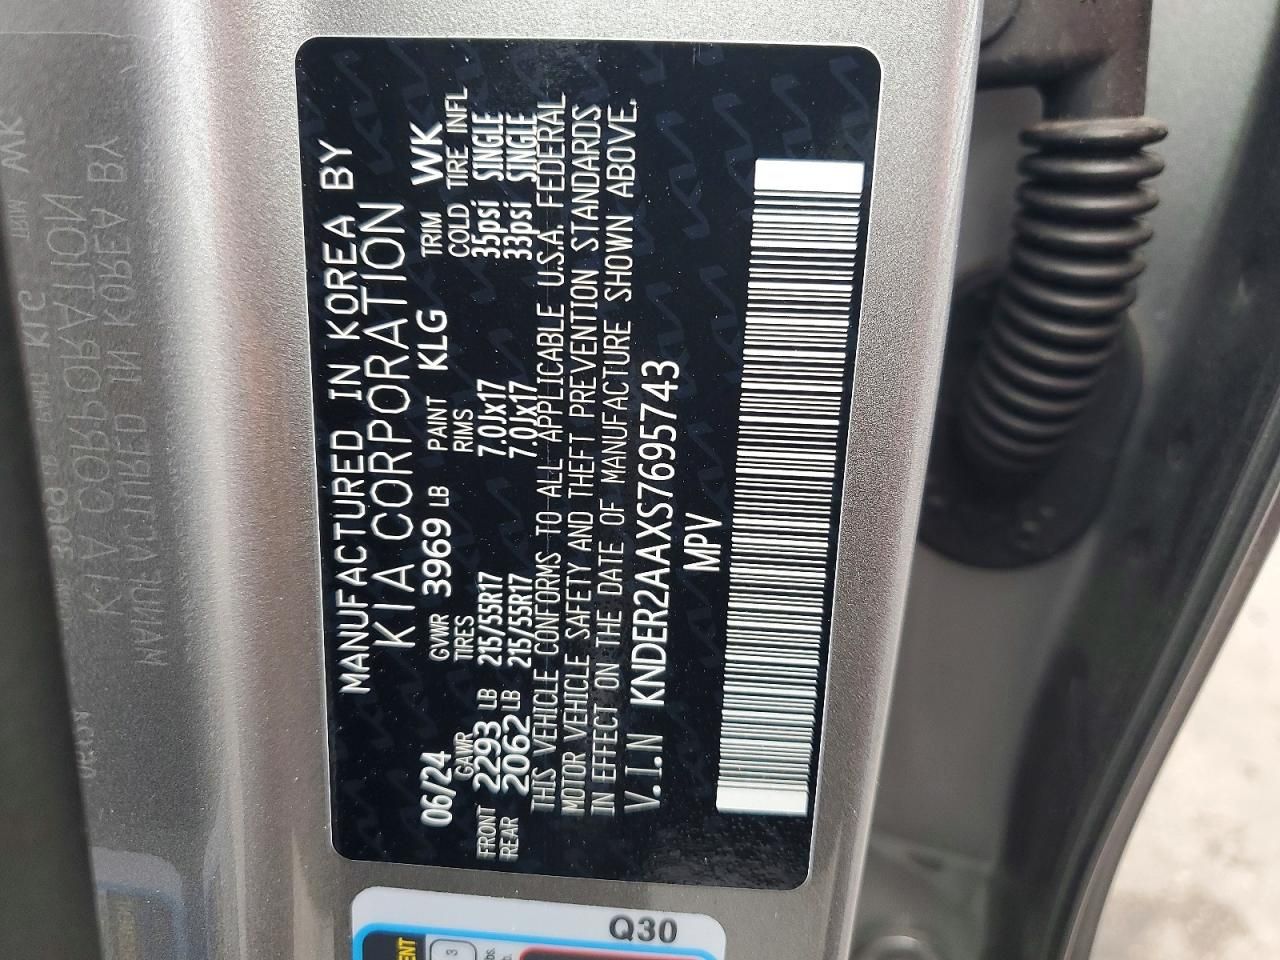 MANUFACTURED IN KOREA BY
KIA CORPORATION
06/24 GVWR 3969 LB PAINT KLG TRIM WK
GAWR TIRES RIMS COLD TIRE INFL
FRONT 2293 LB 215/55R17 7.0Jx17 35psi SINGLE
REAR 2062 LB 215/55R17 7.0Jx17 33psi SINGLE
THIS VEHICLE CONFORMS TO ALL APPLICABLE U.S.A. FEDERAL
MOTOR VEHICLE SAFETY AND THEFT PREVENTION STANDARDS
IN EFFECT ON THE DATE OF MANUFACTURE SHOWN ABOVE.
V.I.N KNDER2AAXS7695743
MPV
Q30
3